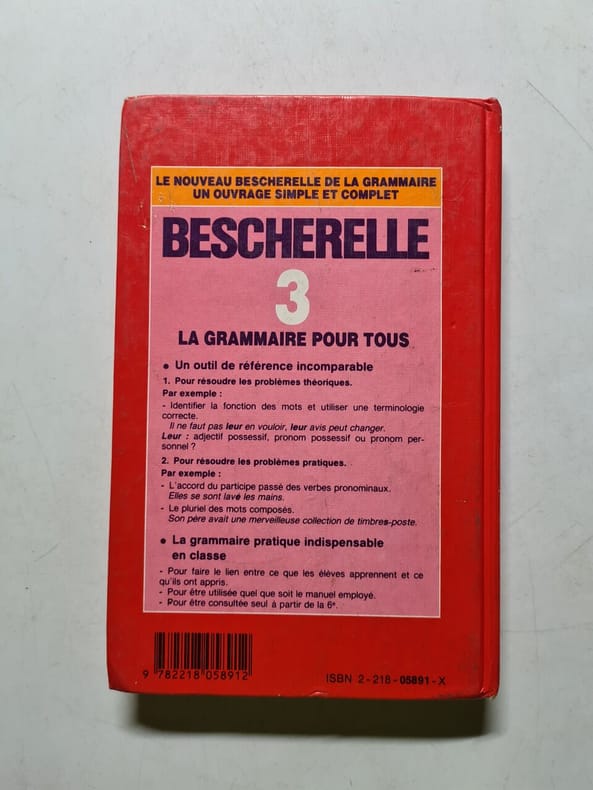 LE NOUVEAU BESCHERELLE DE LA GRAMMAIRE
UN OUVRAGE SIMPLE ET COMPLET
BESCHERELLE
3
LA GRAMMAIRE POUR TOUS
• Un outil de référence incomparable
1. Pour résoudre les problèmes théoriques.
Par exemple :
- Identifier la fonction des mots et utiliser une terminologie
correcte.
Il ne faut pas leur en vouloir, leur avis peut changer.
Leur : adjectif possessif, pronom possessif ou pronom per-
sonnel ?
2. Pour résoudre les problèmes pratiques.
Par exemple :
- L'accord du participe passé des verbes pronominaux.
Elles se sont lavé les mains.
- Le pluriel des mots composés.
Son père avait une merveilleuse collection de timbres-poste.
• La grammaire pratique indispensable
en classe
- Pour faire le lien entre ce que les élèves apprennent et ce
qu'ils ont appris.
- Pour être utilisée quel que soit le manuel employé.
- Pour être consultée seul à partir de la 6e.
9 782218 058912
ISBN 2-218-05891-X